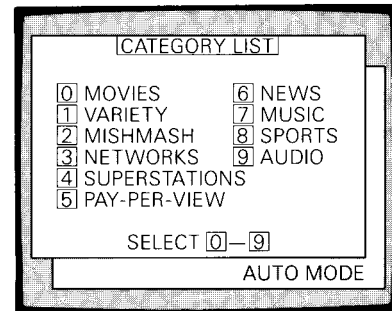 CATEGORY LIST
0 MOVIES 6 NEWS
1 VARIETY 7 MUSIC
2 MISHMASH 8 SPORTS
3 NETWORKS 9 AUDIO
4 SUPERSTATIONS
5 PAY-PER-VIEW
SELECT 0—9
AUTO MODE